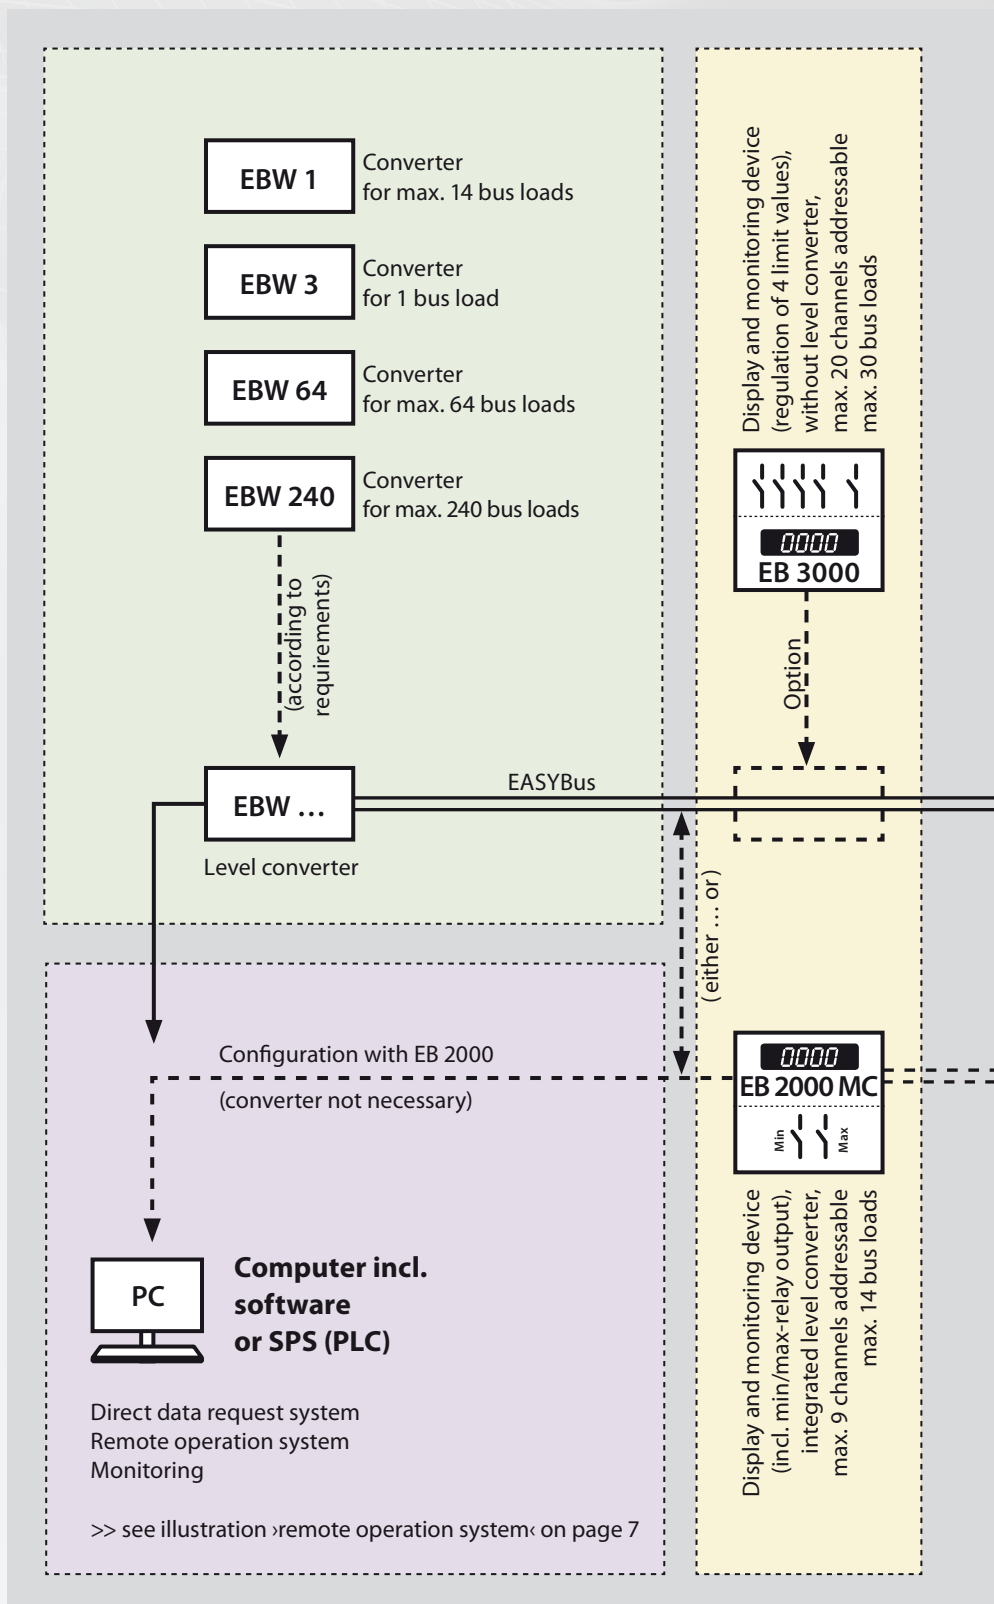 EBW 1
Converter
for max. 14 bus loads
EBW 3
Converter
for 1 bus load
EBW 64
Converter
for max. 64 bus loads
EBW 240
Converter
for max. 240 bus loads
(according to
requirements)
EBW …
Level converter
EASYBus
Display and monitoring device
(regulation of 4 limit values),
without level converter,
max. 20 channels addressable
max. 30 bus loads
0000
EB 3000
Option
(either … or)
Configuration with EB 2000
(converter not necessary)
0000
EB 2000 MC
Min
Max
Display and monitoring device
(incl. min/max-relay output),
integrated level converter,
max. 9 channels addressable
max. 14 bus loads
PC
Computer incl.
software
or SPS (PLC)
Direct data request system
Remote operation system
Monitoring
>> see illustration ›remote operation system‹ on page 7